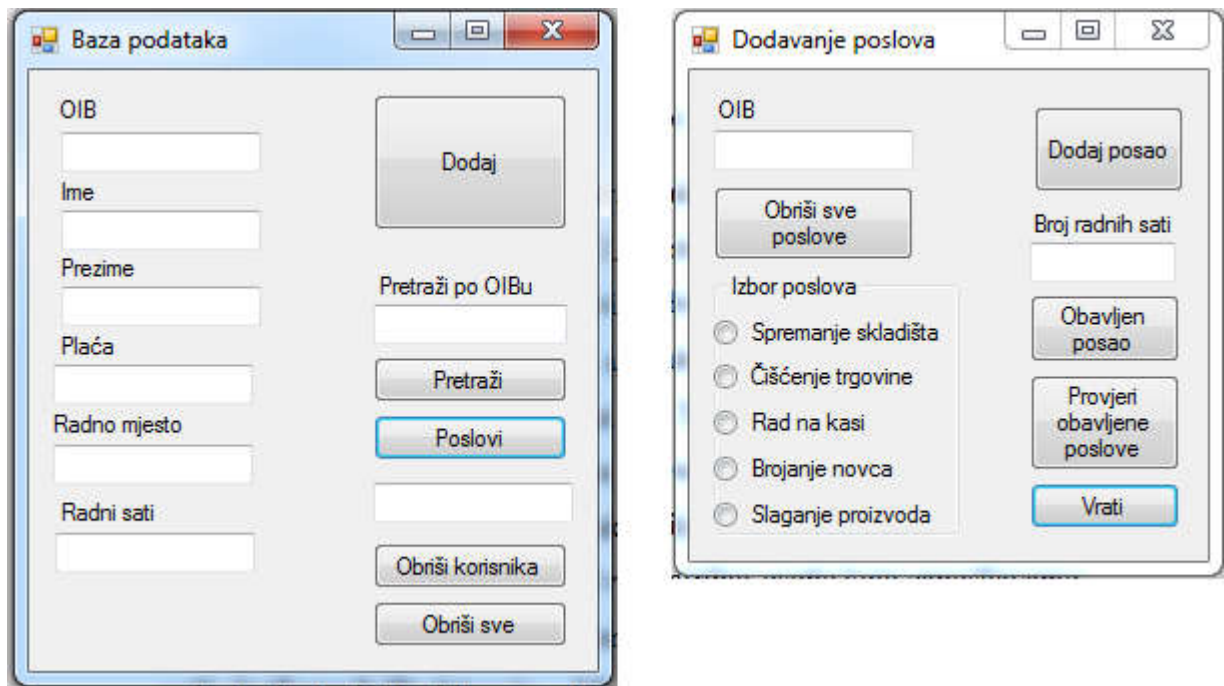 Baza podataka
OIB
Ime
Prezime
Plaća
Radno mjesto
Radni sati
Dodaj
Pretraži po OIBu
Pretraži
Poslovi
Obriši korisnika
Obriši sve
Dodavanje poslova
OIB
Obriši sve
poslove
Izbor poslova
Spremanje skladišta
Čišćenje trgovine
Rad na kasi
Brojanje novca
Slaganje proizvoda
Dodaj posao
Broj radnih sati
Obavljen
posao
Provjeri
obavljene
poslove
Vrati